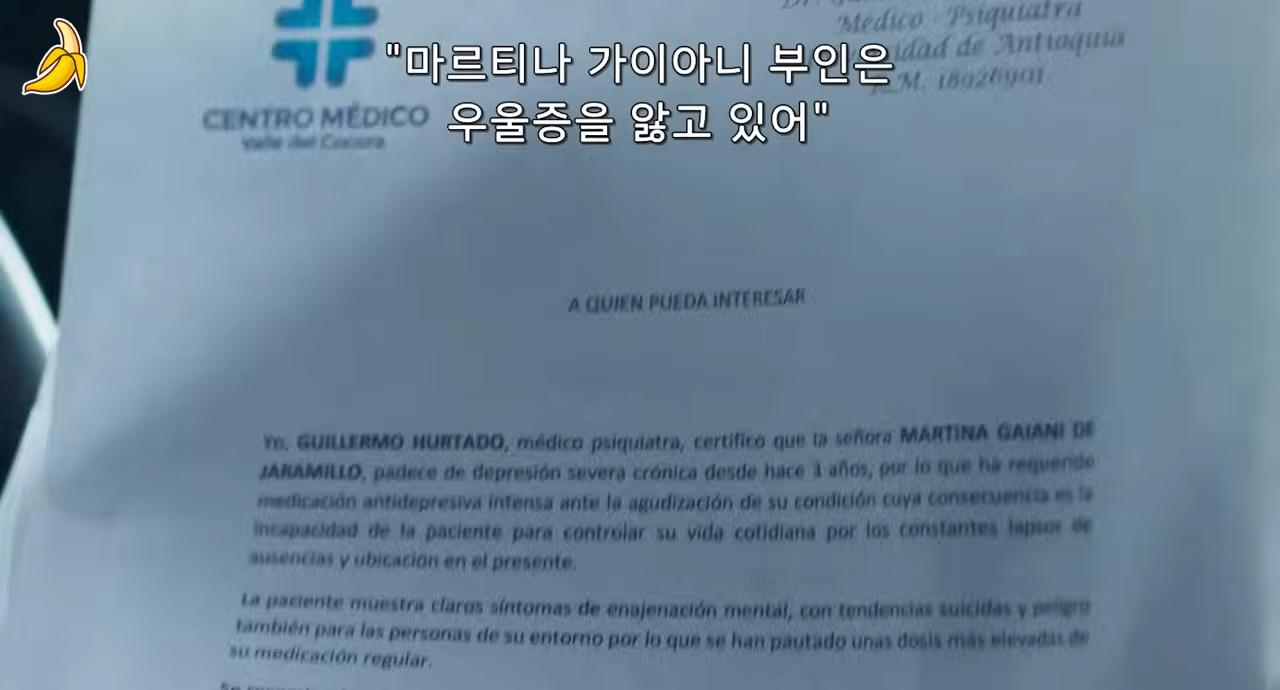 Médico Psiquiatra
de Antioquia
CENTRO MÉDICO
Valle del Cocora
"마르티나 가이아니 부인은
우울증을 앓고 있어"
A QUIEN PUEDA INTERESAR
Yo, GUILLERMO HURTADO, médico psiquiatra, certifico que la señora MARTINA GAIANI DE
JARAMILLO, padece de depresión severa crónica desde hace 3 años, por lo que ha requerido
medicación antidepresiva intensa ante la agudización de su condición cuya consecuencia es la
incapacidad de la paciente para controlar su vida cotidiana por los constantes lapsos de
ausencias y ubicación en el presente.
La paciente muestra claros síntomas de enajenación mental, con tendencias suicidas y peligro
también para las personas de su entorno por lo que se han pautado unas dosis más elevadas de
su medicación regular.